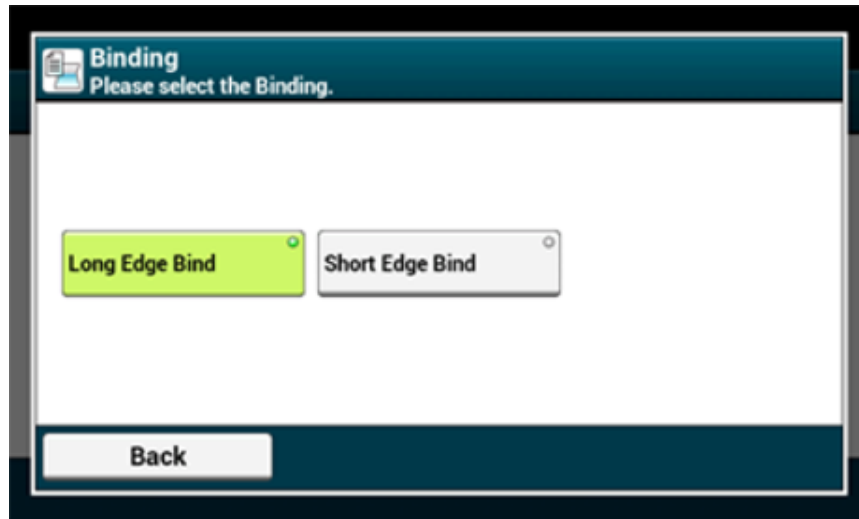 Binding
Please select the Binding.
Long Edge Bind
Short Edge Bind
Back